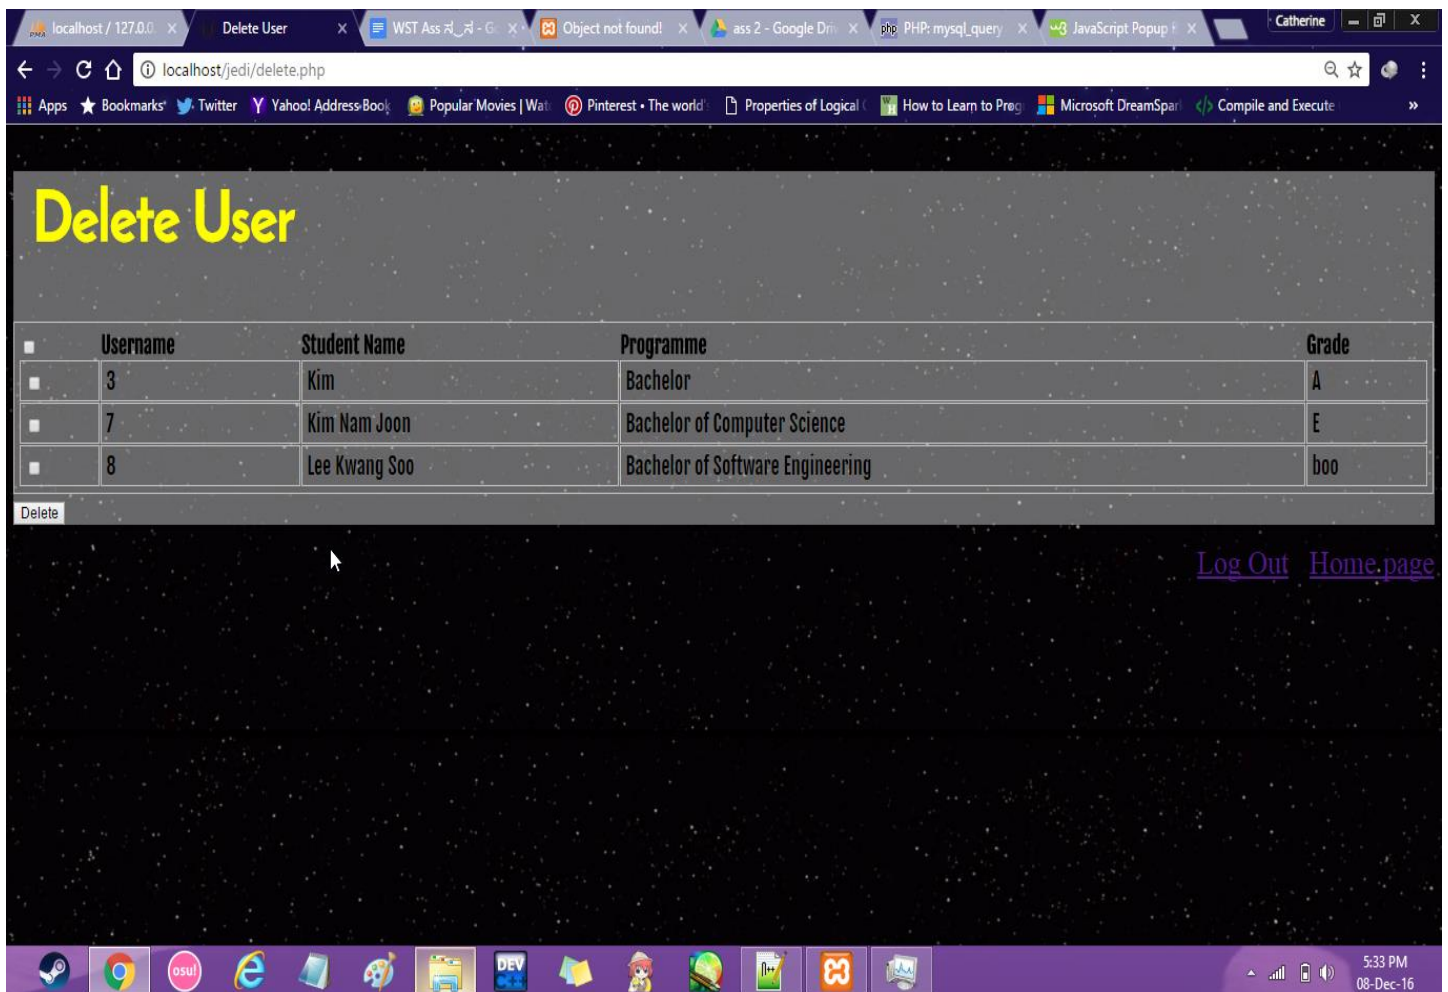 localhost / 127.0.0.
Delete User
WST Ass ಸ_ಸ - G
Object not found!
ass 2 - Google Driv
php PHP: mysql_query
JavaScript Popup
Catherine
localhost/jedi/delete.php
Apps Bookmarks Twitter Yahoo! Address Book Popular Movies | Wat Pinterest • The world' Properties of Logical How to Learn to Prog Microsoft DreamSpar Compile and Execute »
Delete User
Username Student Name Programme Grade
3 Kim Bachelor A
7 Kim Nam Joon Bachelor of Computer Science E
8 Lee Kwang Soo Bachelor of Software Engineering boo
Delete
Log Out Home page
osu! DEV C++
5:33 PM
08-Dec-16